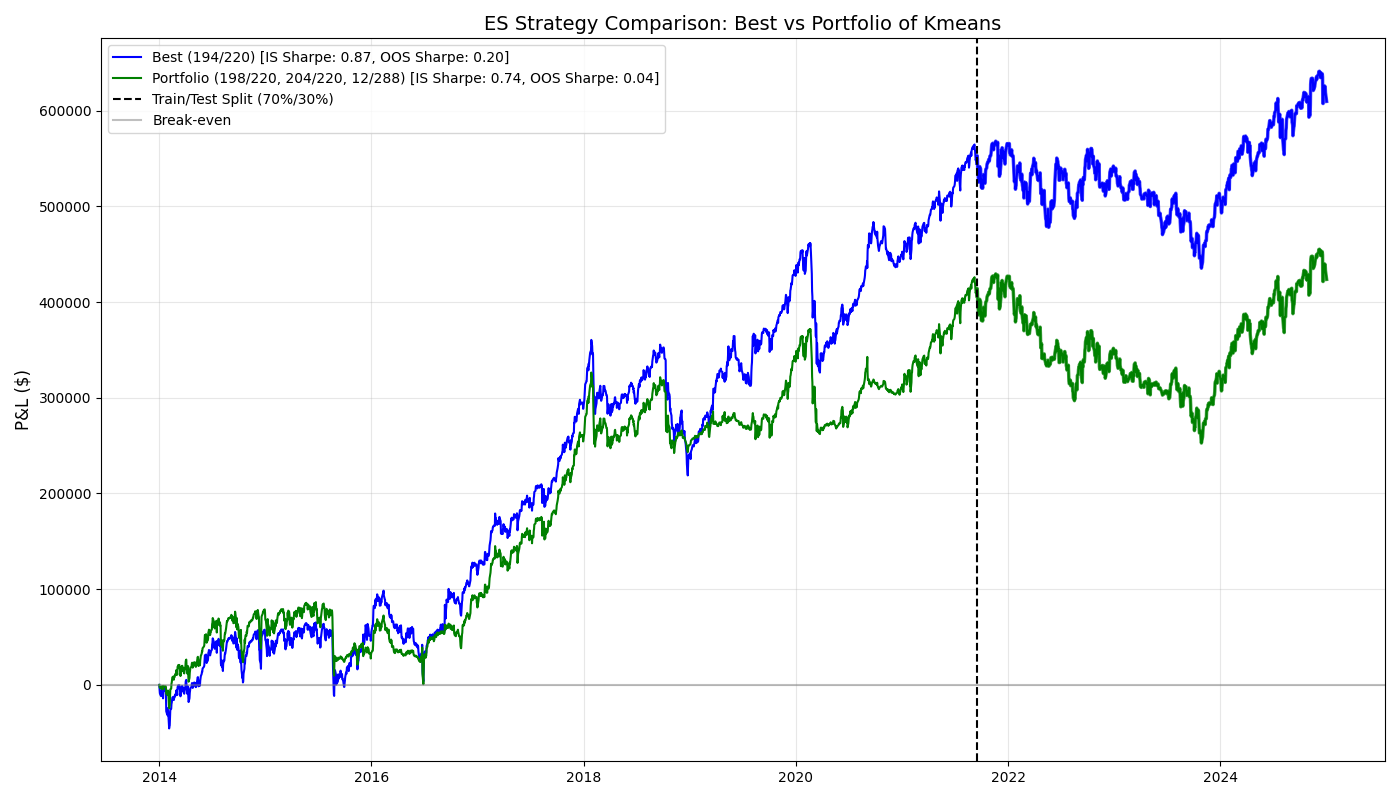 ES Strategy Comparison: Best vs Portfolio of Kmeans
Best (194/220) [IS Sharpe: 0.87, OOS Sharpe: 0.20]
Portfolio (198/220, 204/220, 12/288) [IS Sharpe: 0.74, OOS Sharpe: 0.04]
Train/Test Split (70%/30%)
Break-even
P&L ($)
600000
500000
400000
300000
200000
100000
0
2014
2016
2018
2020
2022
2024